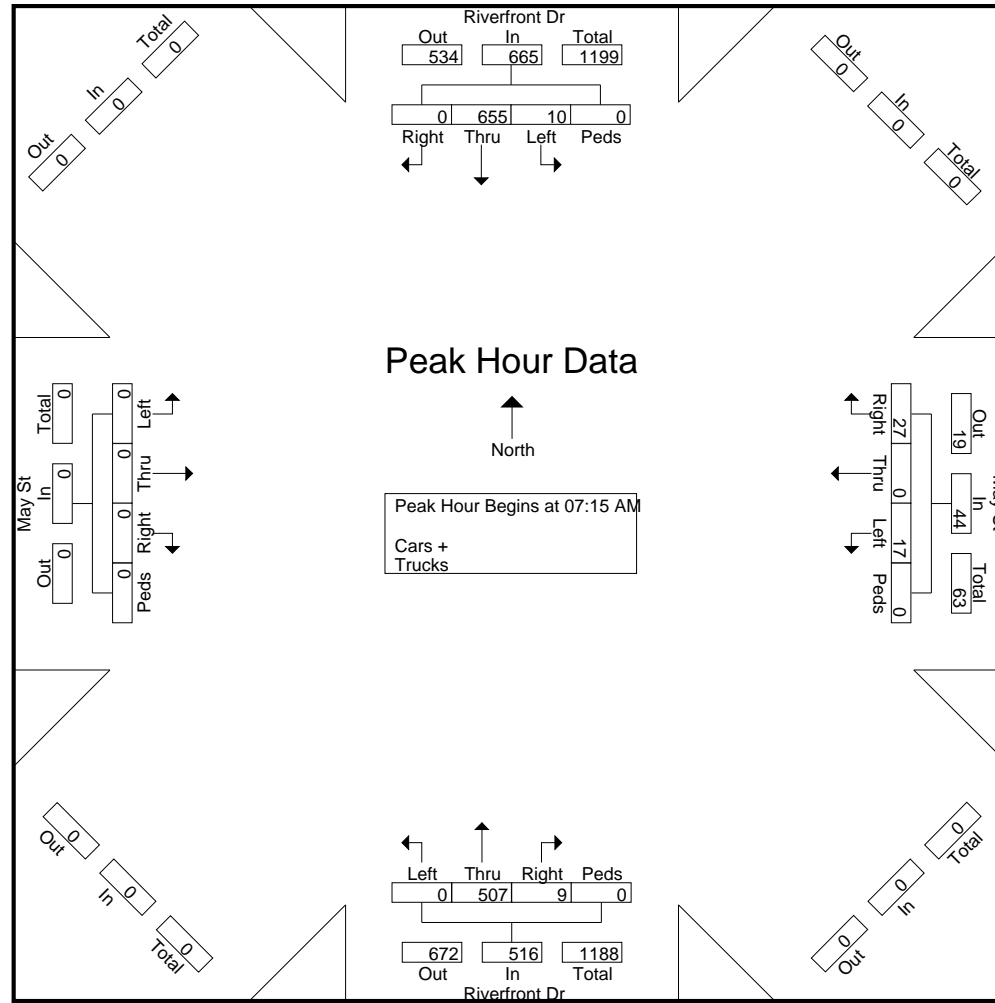 Riverfront Dr
Out In Total
534 665 1199
0 655 10 0
Right Thru Left Peds
Total
0
In
0
Out
0
Out
0
In
0
Total
0
Peak Hour Data
North
Peak Hour Begins at 07:15 AM
Cars +
Trucks
May St
Total In Out
0 0 0
0 0 0 0
Left Thru Right Peds
Right Thru Left Peds
27 0 17 0
Out In Total
19 44 63
May St
Out
0
In
0
Total
0
Total
0
In
0
Out
0
Left Thru Right Peds
0 507 9 0
672 516 1188
Out In Total
Riverfront Dr